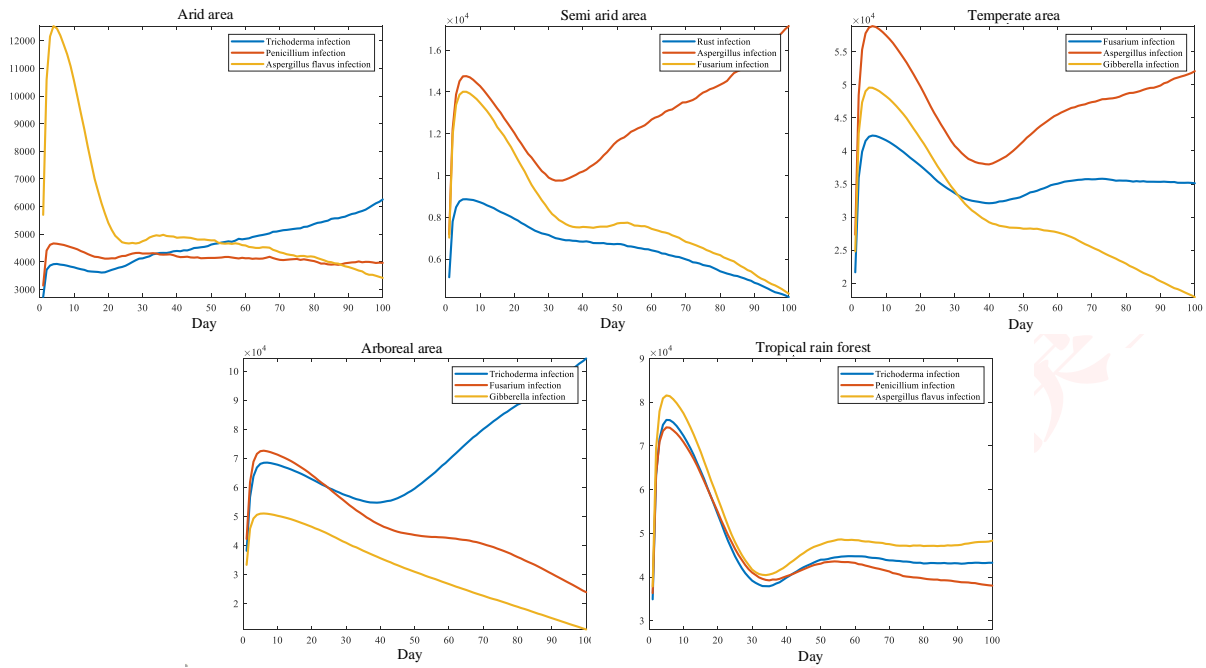 Arid area
12000
11000
10000
9000
8000
7000
6000
5000
4000
3000
Trichoderma infection
Penicillium infection
Aspergillus flavus infection
0 10 20 30 40 50 60 70 80 90 100
Day
Semi arid area
×10⁴
1.6
1.4
1.2
1
0.8
0.6
Rust infection
Aspergillus infection
Fusarium infection
0 10 20 30 40 50 60 70 80 90 100
Day
Temperate area
×10⁴
5.5
5
4.5
4
3.5
3
2.5
2
Fusarium infection
Aspergillus infection
Gibberella infection
0 10 20 30 40 50 60 70 80 90 100
Day
Arboreal area
×10⁴
10
9
8
7
6
5
4
3
2
Trichoderma infection
Fusarium infection
Gibberella infection
0 10 20 30 40 50 60 70 80 90 100
Day
Tropical rain forest
×10⁴
9
8
7
6
5
4
3
Trichoderma infection
Penicillium infection
Aspergillus flavus infection
0 10 20 30 40 50 60 70 80 90 100
Day